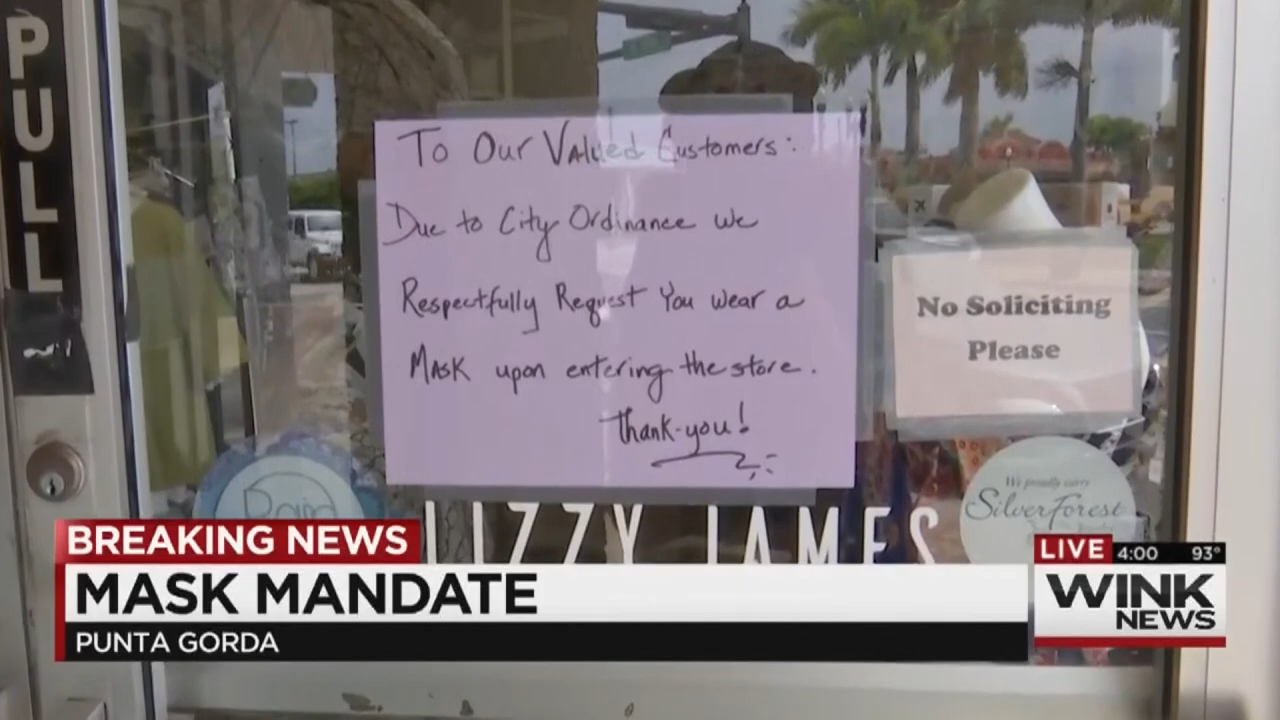 PULL
To Our Valued Customers:
Due to City Ordinance we
Respectfully Request You wear a
Mask upon entering the store.
thank-you!
No Soliciting
Please
We proudly carry
SilverForest
LIZZY JAMES
BREAKING NEWS
MASK MANDATE
PUNTA GORDA
LIVE 4:00 93°
WINK
NEWS